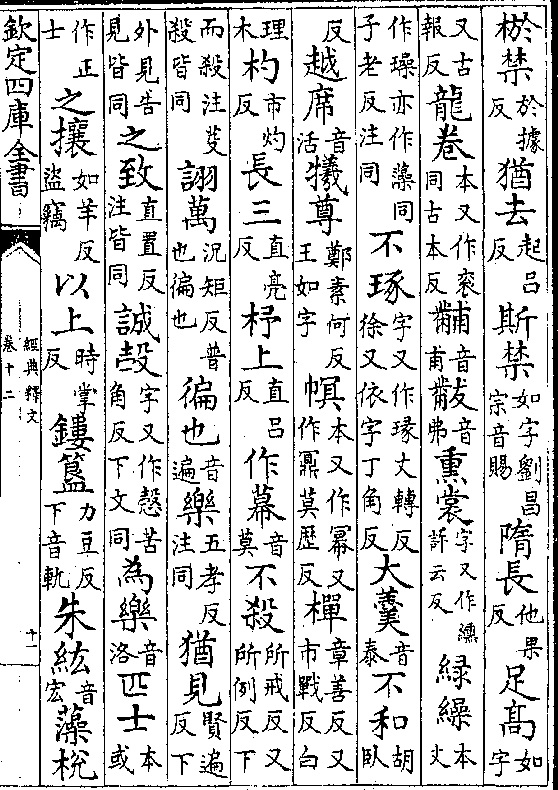 棜禁於據反猶去起吕反斯禁如字劉昌宗音賜隋長他果反足髙如字
又古報反龍卷本又作衮同古本反黼音甫黻音弗熏裳字又作纁許云反緑繰本又
作璪亦作藻同子老反注同不琢字又作瑑丈轉反徐又依字丁角反大羮音泰不和胡臥
反越席音活犧尊鄭素何反王如字幎本又作冪又作鼏莫歴反樿章善反又市戰反白
理木杓市灼反長三直亮反杼上直吕反作幕音莫不殺所戒反又所例反下
而殺注芟殺皆同詡萬況矩反普也徧也徧也音遍樂五孝反注同猶見賢遍反下
外見告見皆同之致直置反注皆同誠㱿字又作慤苦角反下文同為樂音洛匹士本或
作正士之攘如羊反盜竊以上時掌反鏤簋力豆反下音軌朱紘音宏藻梲
欽定四庫全書
經典釋文
卷十二
十一